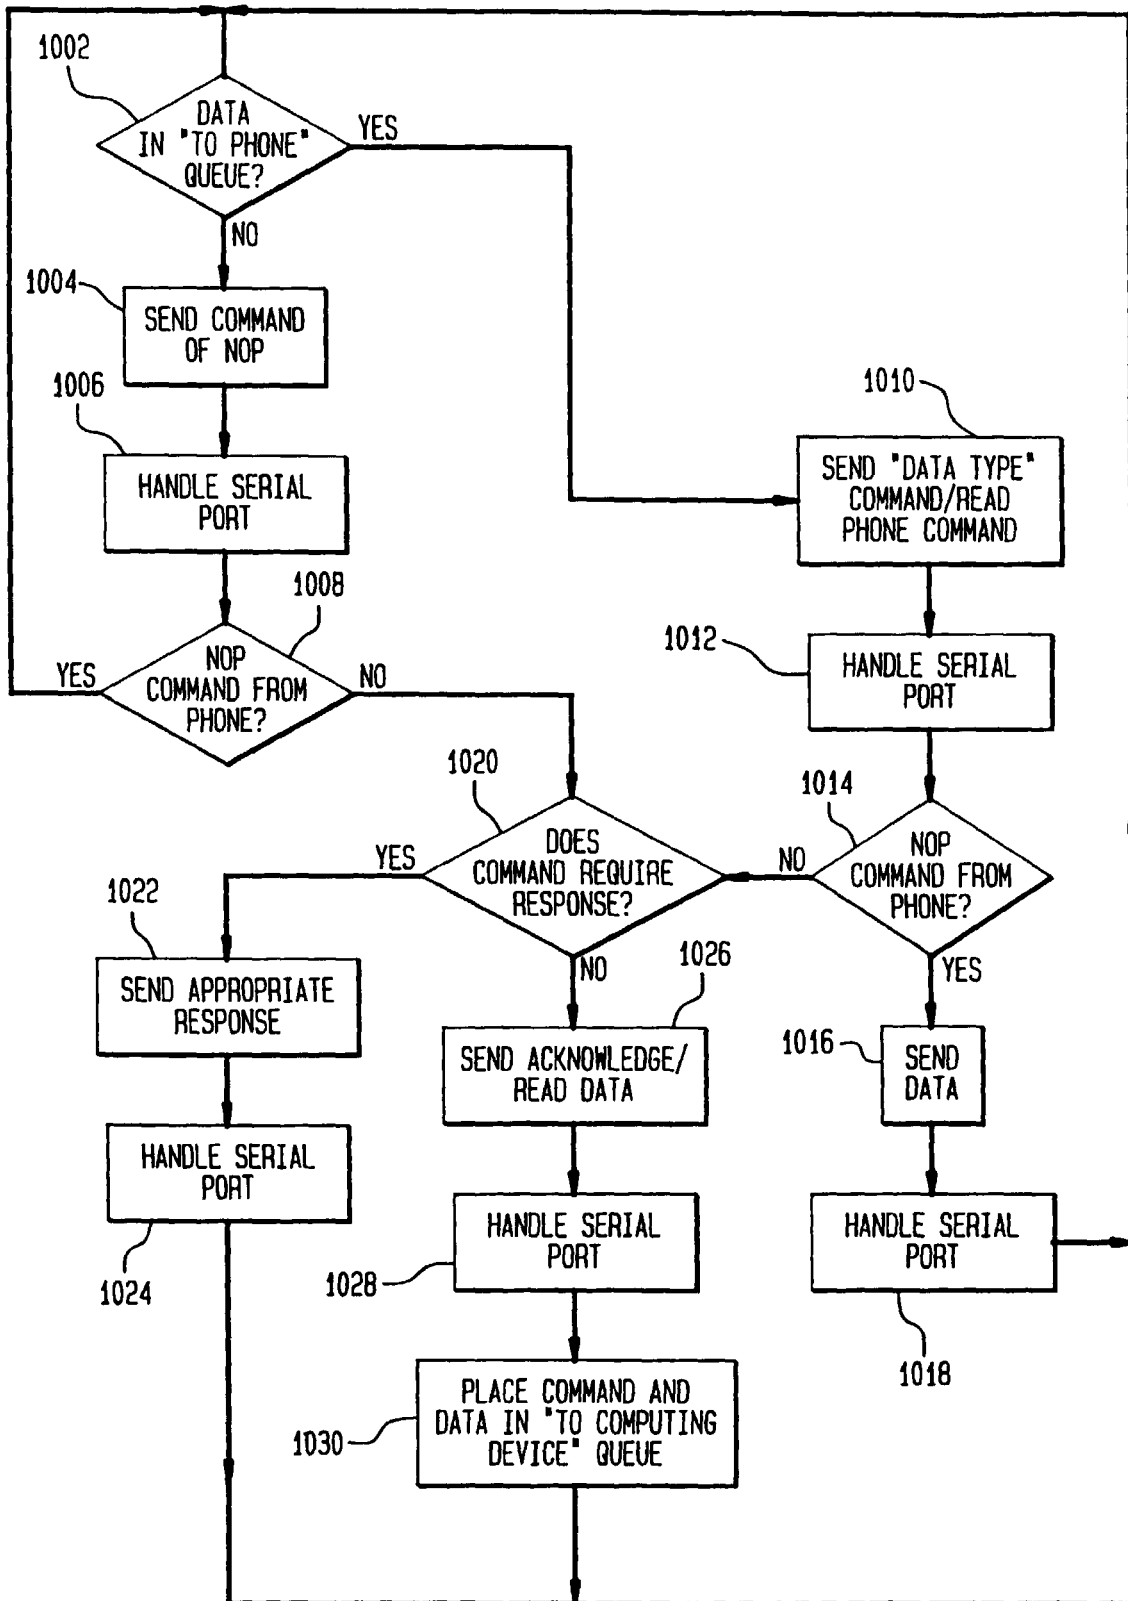 1002
DATA
IN "TO PHONE"
QUEUE?
YES
NO
1004
SEND COMMAND
OF NOP
1006
HANDLE SERIAL
PORT
1008
NOP
COMMAND FROM
PHONE?
YES
NO
1010
SEND "DATA TYPE"
COMMAND/READ
PHONE COMMAND
1012
HANDLE SERIAL
PORT
1014
NOP
COMMAND FROM
PHONE?
NO
YES
1016
SEND
DATA
HANDLE SERIAL
PORT
1018
1020
DOES
COMMAND REQUIRE
RESPONSE?
YES
NO
1022
SEND APPROPRIATE
RESPONSE
HANDLE SERIAL
PORT
1024
1026
SEND ACKNOWLEDGE/
READ DATA
HANDLE SERIAL
PORT
1028
PLACE COMMAND AND
DATA IN "TO COMPUTING
DEVICE" QUEUE
1030